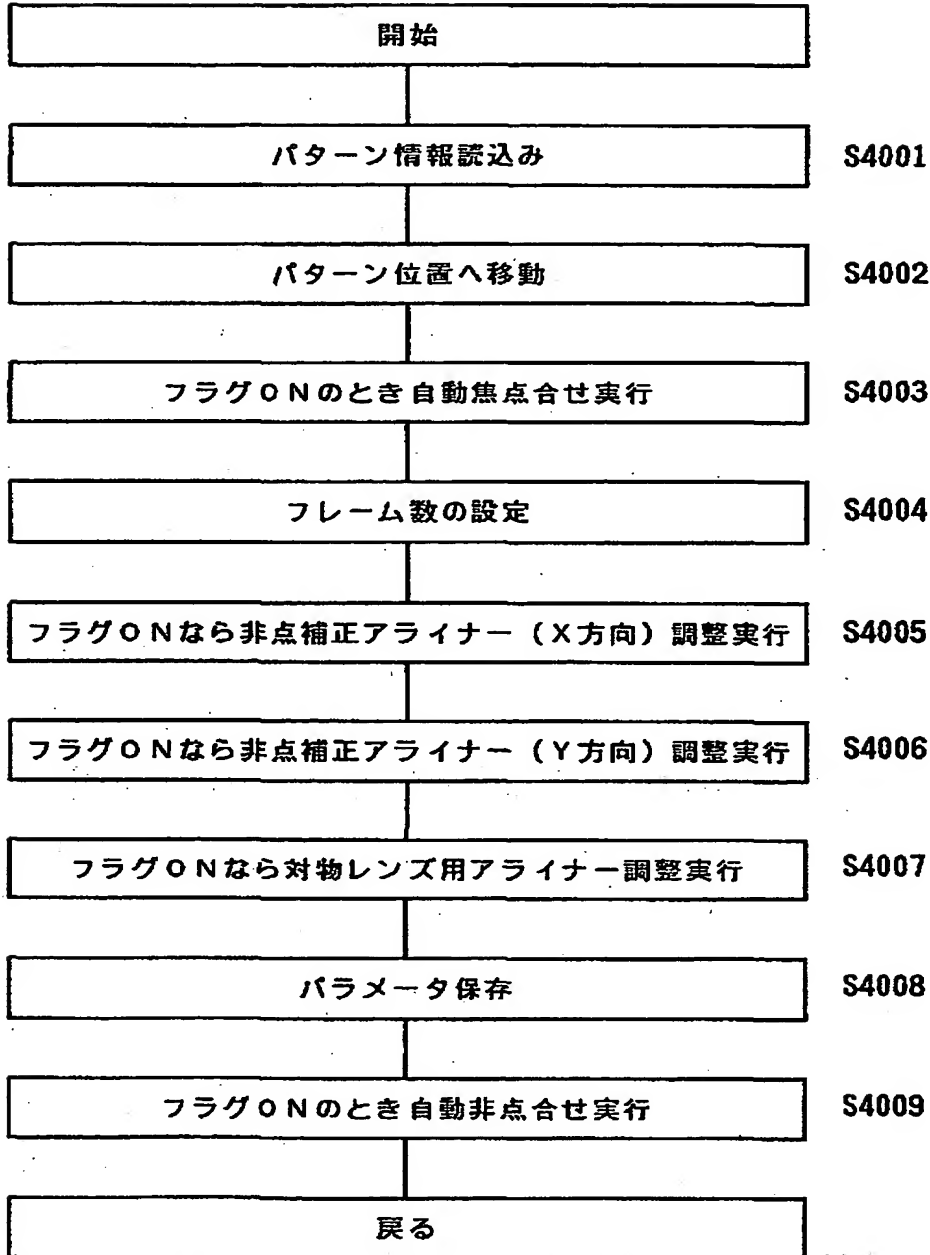 開始
パターン情報読込み S4001
パターン位置へ移動 S4002
フラグONのとき自動焦点合せ実行 S4003
フレーム数の設定 S4004
フラグONなら非点補正アライナー(X方向)調整実行 S4005
フラグONなら非点補正アライナー(Y方向)調整実行 S4006
フラグONなら対物レンズ用アライナー調整実行 S4007
パラメータ保存 S4008
フラグONのとき自動非点合せ実行 S4009
戻る